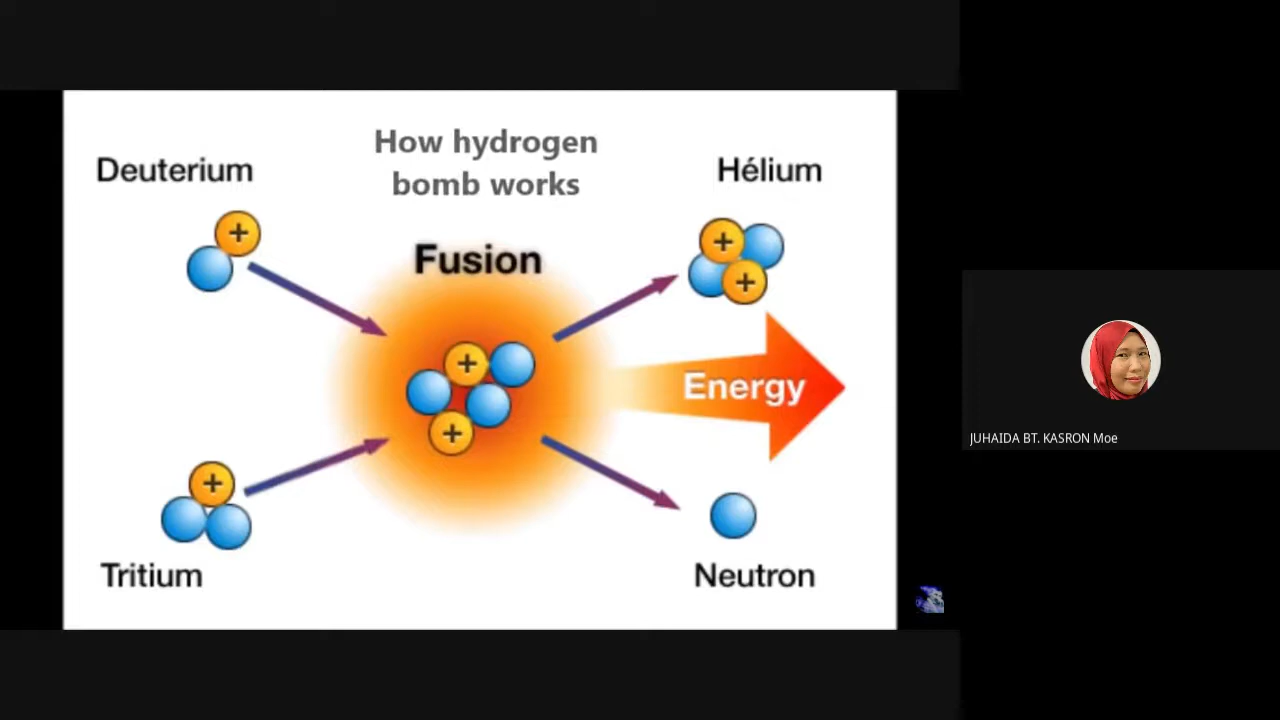 How hydrogen
bomb works
Deuterium
Hélium
Fusion
+
+
+
+
+
Energy
+
JUHAIDA BT. KASRON Moe
+
Tritium
Neutron